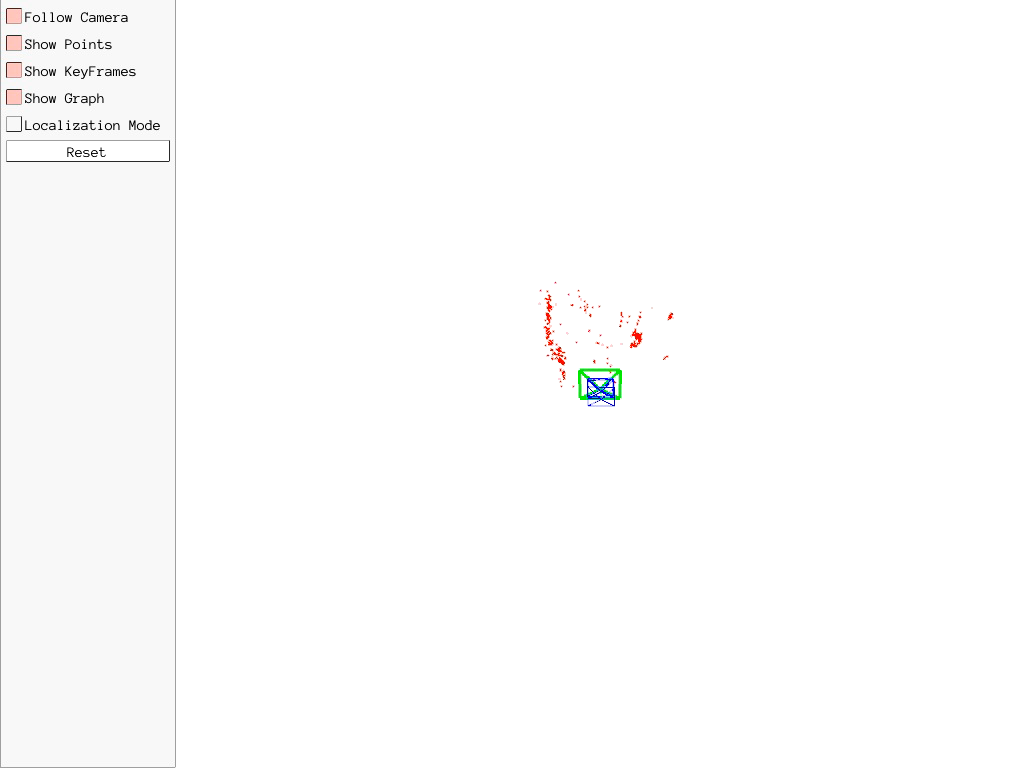 Follow Camera
Show Points
Show KeyFrames
Show Graph
Localization Mode
Reset